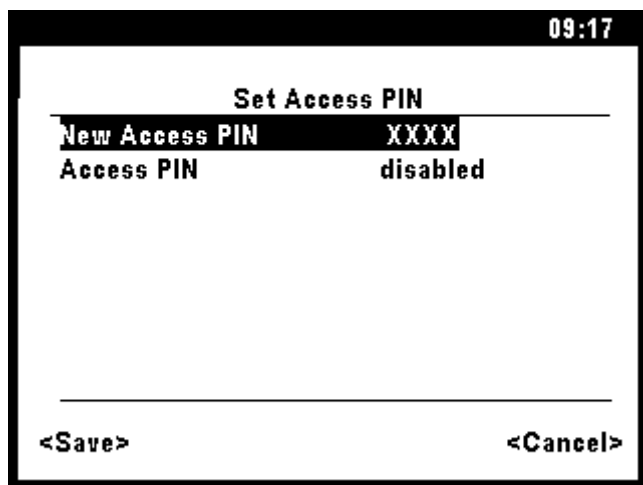 09:17
Set Access PIN
New Access PIN XXXX
Access PIN disabled
<Save> <Cancel>